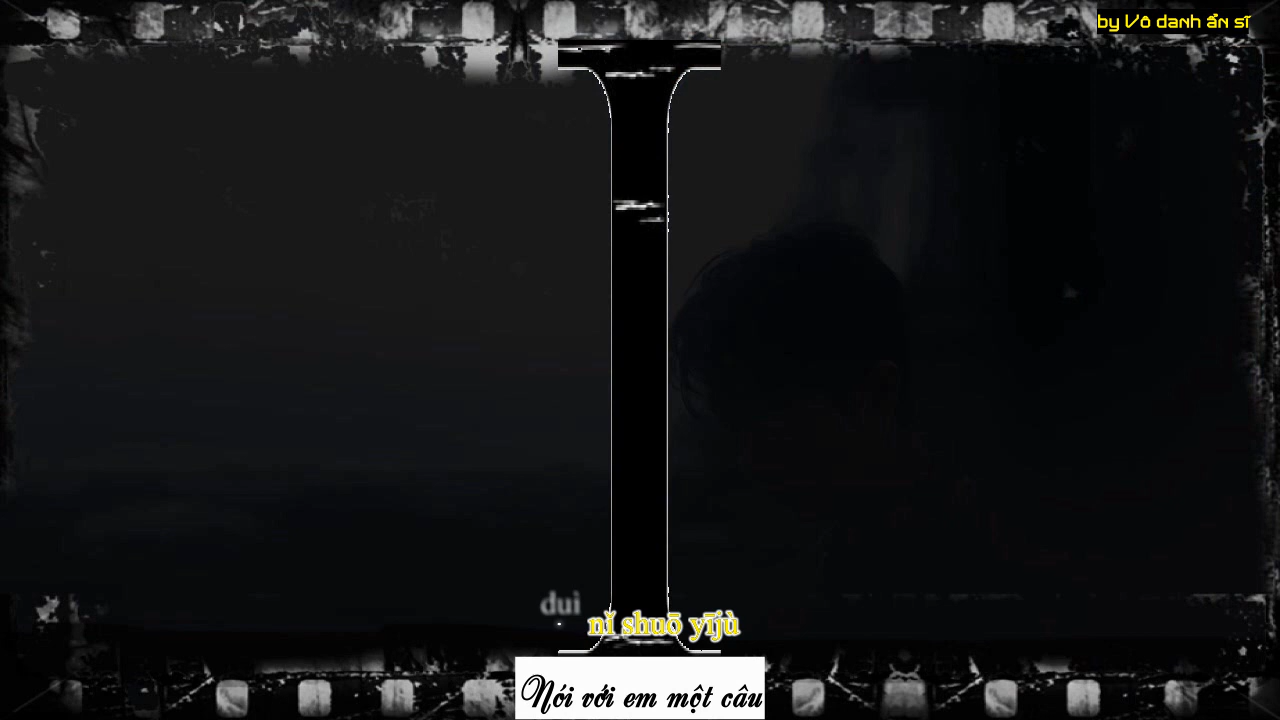 by Vô danh ẩn sĩ
I
duì
nǐ shuō yījù
Nói với em một câu